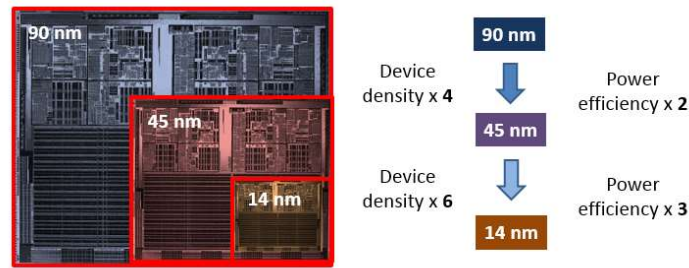 90 nm
45 nm
14 nm
90 nm
Device
density x 4
Power
efficiency x 2
45 nm
Device
density x 6
Power
efficiency x 3
14 nm